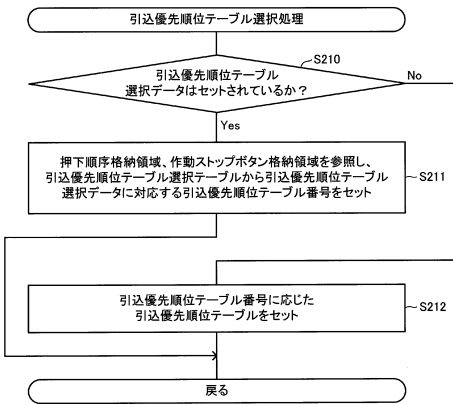 引込優先順位テーブル選択処理
S210
引込優先順位テーブル
選択データはセットされているか？
No
Yes
押下順序格納領域、作動ストップボタン格納領域を参照し、
引込優先順位テーブル選択テーブルから引込優先順位テーブル
選択データに対応する引込優先順位テーブル番号をセット
S211
引込優先順位テーブル番号に応じた
引込優先順位テーブルをセット
S212
戻る